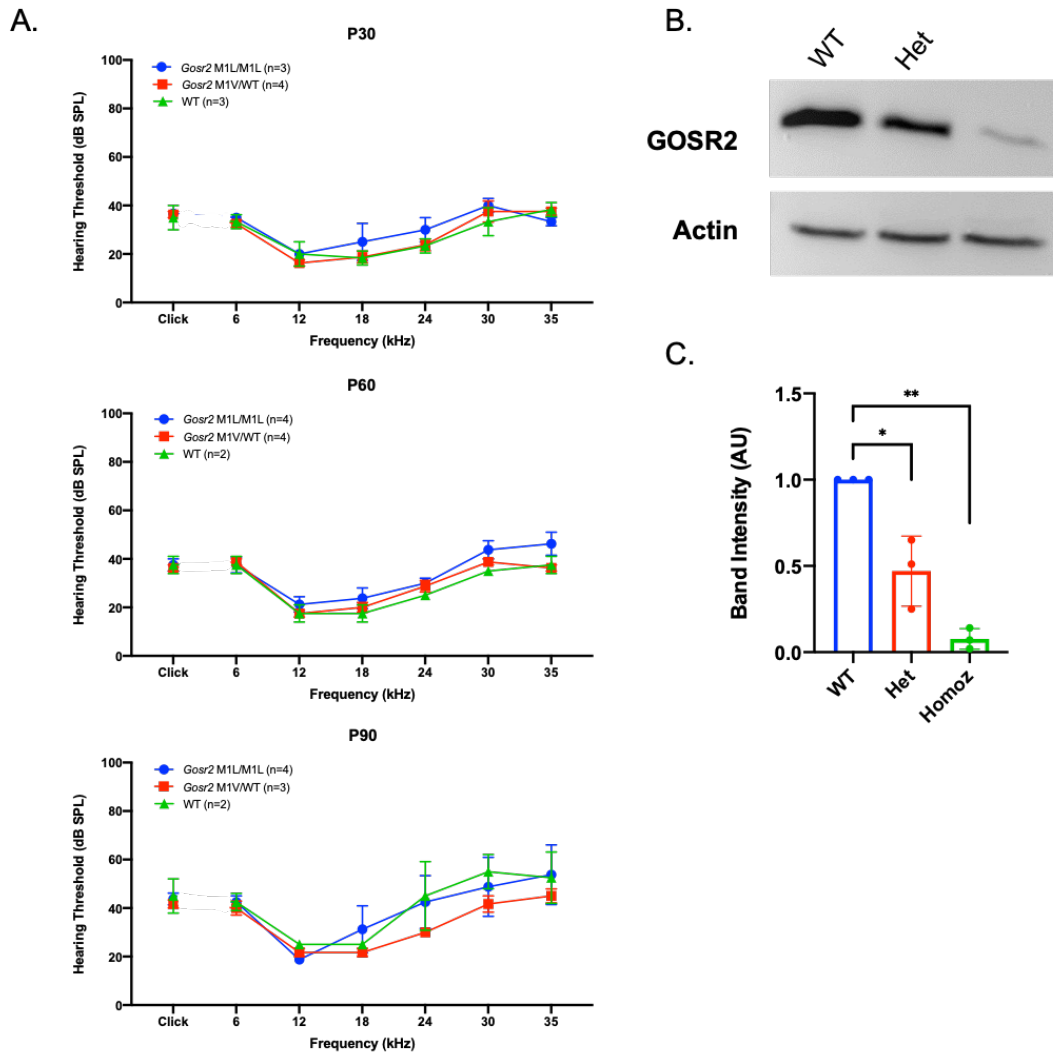 A.
P30
Hearing Threshold (dB SPL)
100
80
60
40
20
0
Gosr2 M1L/M1L (n=3)
Gosr2 M1V/WT (n=4)
WT (n=3)
Click 6 12 18 24 30 35
Frequency (kHz)
P60
Hearing Threshold (dB SPL)
100
80
60
40
20
0
Gosr2 M1L/M1L (n=4)
Gosr2 M1V/WT (n=4)
WT (n=2)
Click 6 12 18 24 30 35
Frequency (kHz)
P90
Hearing Threshold (dB SPL)
100
80
60
40
20
0
Gosr2 M1L/M1L (n=4)
Gosr2 M1V/WT (n=3)
WT (n=2)
Click 6 12 18 24 30 35
Frequency (kHz)
B.
WT Het
GOSR2
Actin
C.
Band Intensity (AU)
1.5
1.0
0.5
0.0
**
*
WT Het Homoz